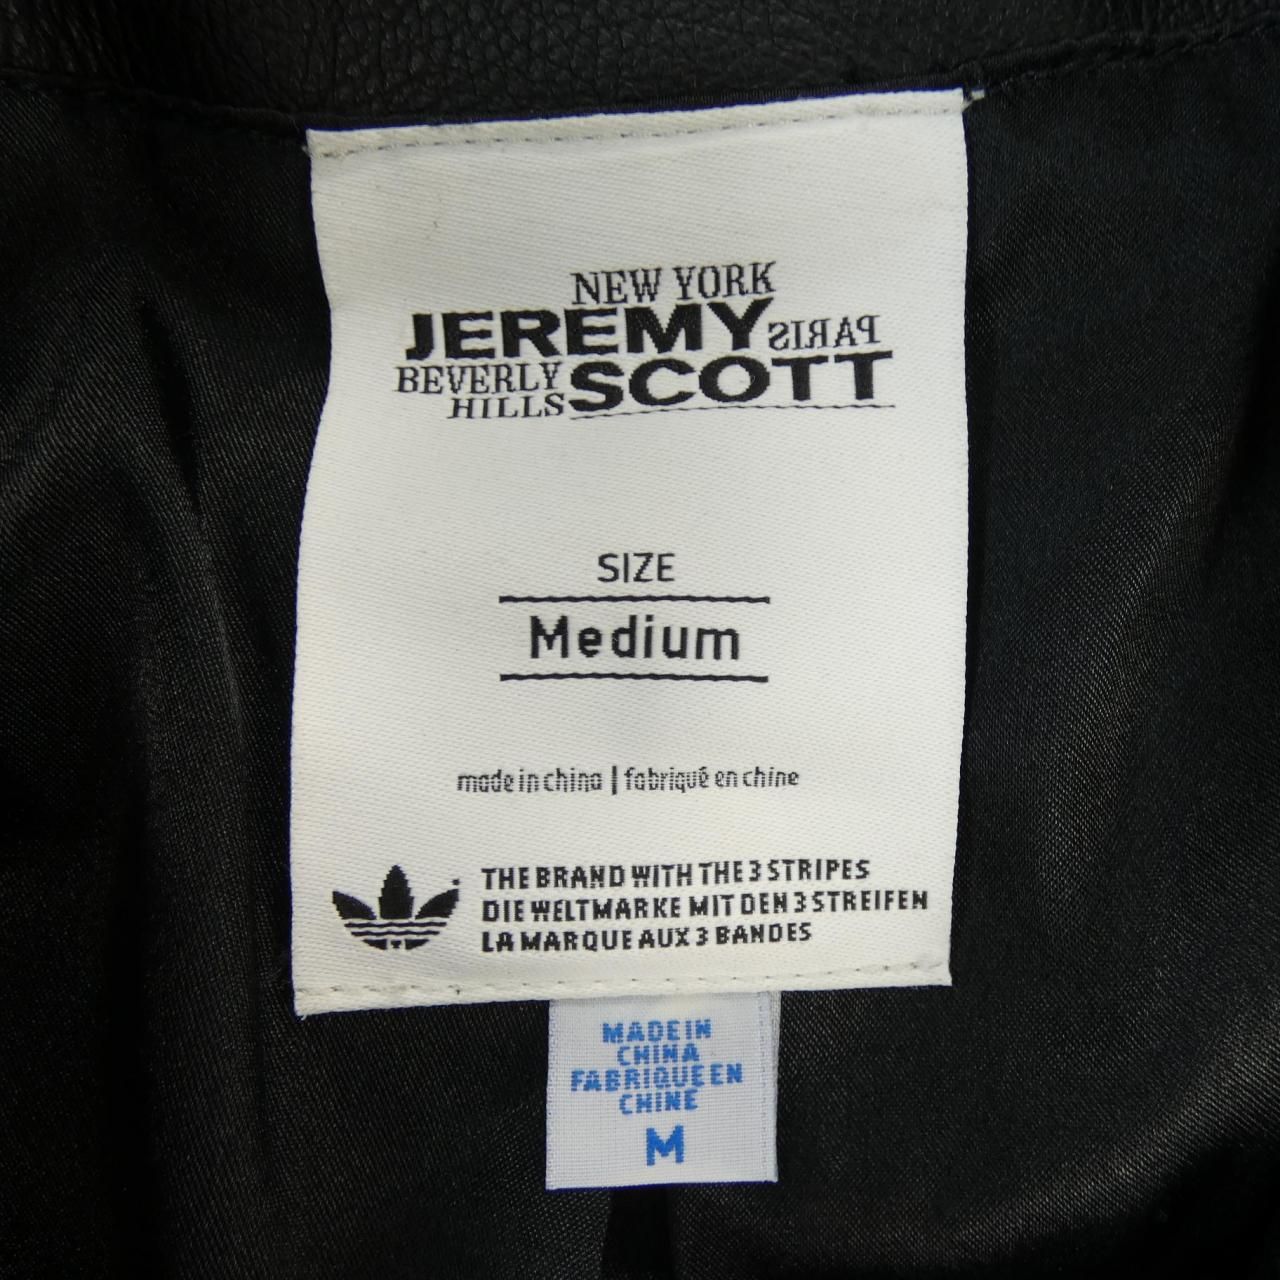 NEW YORK
JEREMY PARIS
BEVERLY SCOTT
HILLS
SIZE
Medium
made in china | fabriqué en chine
THE BRAND WITH THE 3 STRIPES
DIE WELTMARKE MIT DEN 3 STREIFEN
LA MARQUE AUX 3 BANDES
MADE IN
CHINA
FABRIQUE EN
CHINE
M